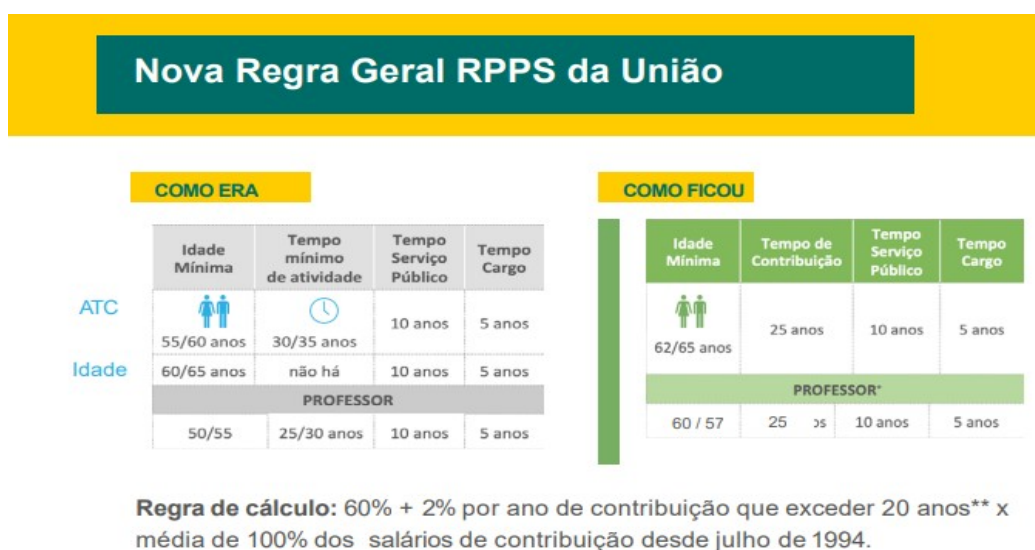 Nova Regra Geral RPPS da União
COMO ERA
Idade Mínima
Tempo mínimo de atividade
Tempo Serviço Público
Tempo Cargo
ATC
55/60 anos
30/35 anos
10 anos
5 anos
Idade
60/65 anos
não há
10 anos
5 anos
PROFESSOR
50/55
25/30 anos
10 anos
5 anos
COMO FICOU
Idade Mínima
Tempo de Contribuição
Tempo Serviço Público
Tempo Cargo
62/65 anos
25 anos
10 anos
5 anos
PROFESSOR*
60 / 57
25 os
10 anos
5 anos
Regra de cálculo: 60% + 2% por ano de contribuição que exceder 20 anos** x
média de 100% dos salários de contribuição desde julho de 1994.